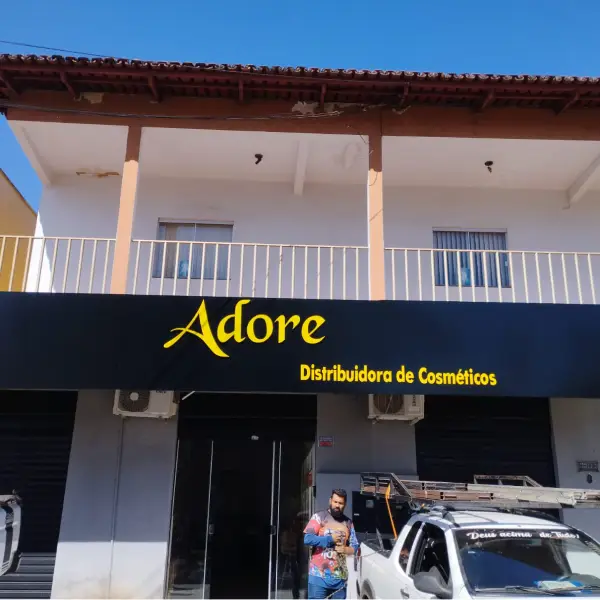 Adore
Distribuidora de Cosméticos
Deus acima de Tudo!